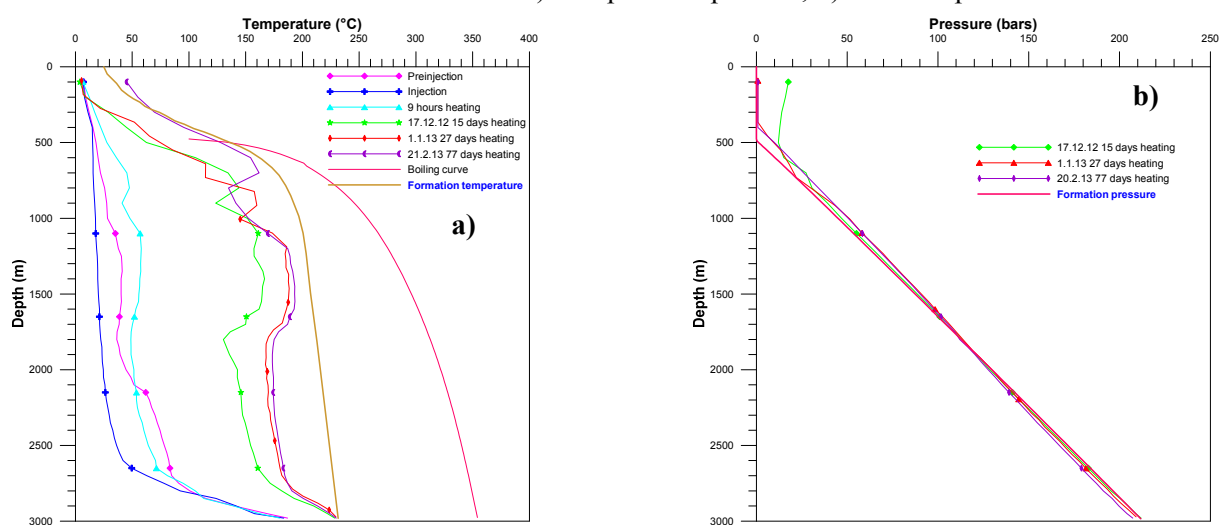 Temperature (°C)
0 50 100 150 200 250 300 350 400
0
500
1000
1500
2000
2500
3000
Depth (m)
Preinjection
Injection
9 hours heating
17.12.12 15 days heating
1.1.13 27 days heating
21.2.13 77 days heating
Boiling curve
Formation temperature
a)
Pressure (bars)
0 50 100 150 200 250
0
500
1000
1500
2000
2500
3000
Depth (m)
b)
17.12.12 15 days heating
1.1.13 27 days heating
20.2.13 77 days heating
Formation pressure